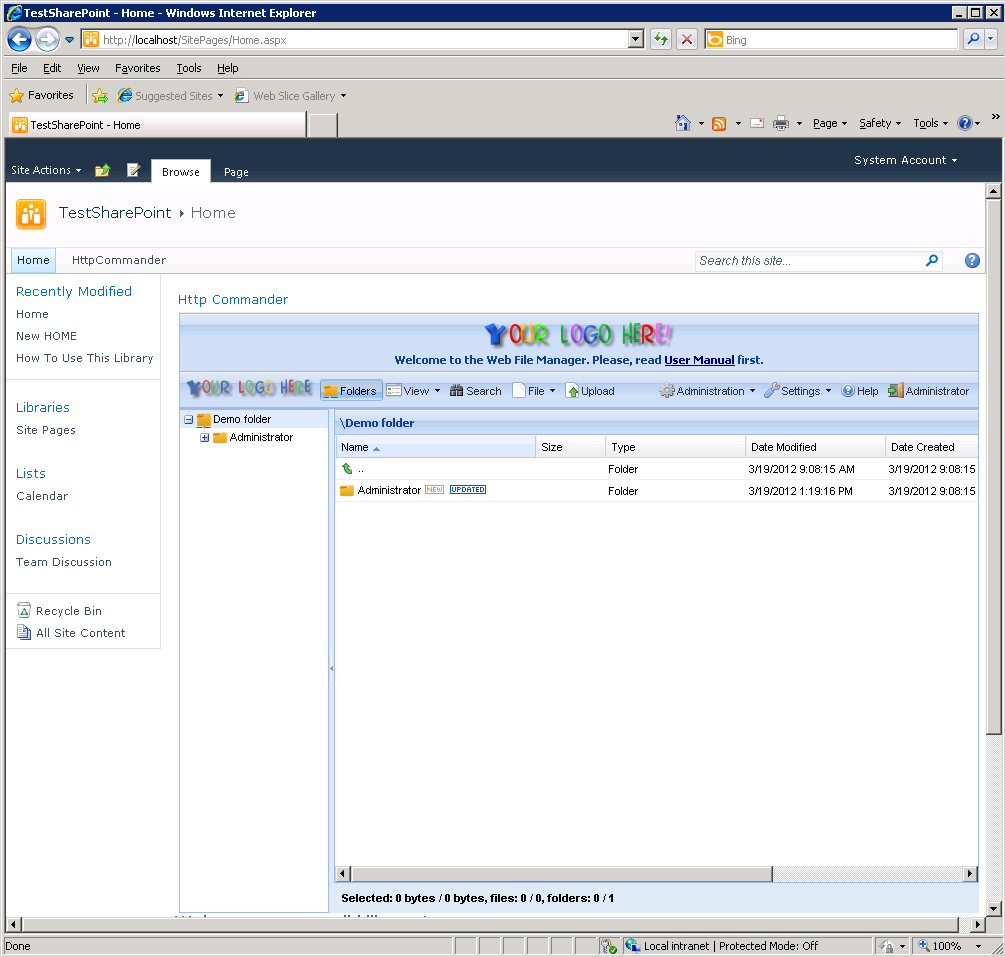 TestSharePoint - Home - Windows Internet Explorer
http://localhost/SitePages/Home.aspx
Bing
File Edit View Favorites Tools Help
Favorites Suggested Sites Web Slice Gallery
TestSharePoint - Home Page Safety Tools »
Site Actions Browse Page System Account
TestSharePoint Home
Home HttpCommander Search this site...
Recently Modified
Home
New HOME
How To Use This Library
Libraries
Site Pages
Lists
Calendar
Discussions
Team Discussion
Recycle Bin
All Site Content
Http Commander
YOUR LOGO HERE!
Welcome to the Web File Manager. Please, read User Manual first.
YOUR LOGO HERE Folders View Search File Upload Administration Settings Help Administrator
Demo folder
Administrator
\Demo folder
Name Size Type Date Modified Date Created
.. Folder 3/19/2012 9:08:15 AM 3/19/2012 9:08:15
Administrator NEW UPDATED Folder 3/19/2012 1:19:16 PM 3/19/2012 9:08:15
Selected: 0 bytes / 0 bytes, files: 0 / 0, folders: 0 / 1
Done Local intranet | Protected Mode: Off 100%